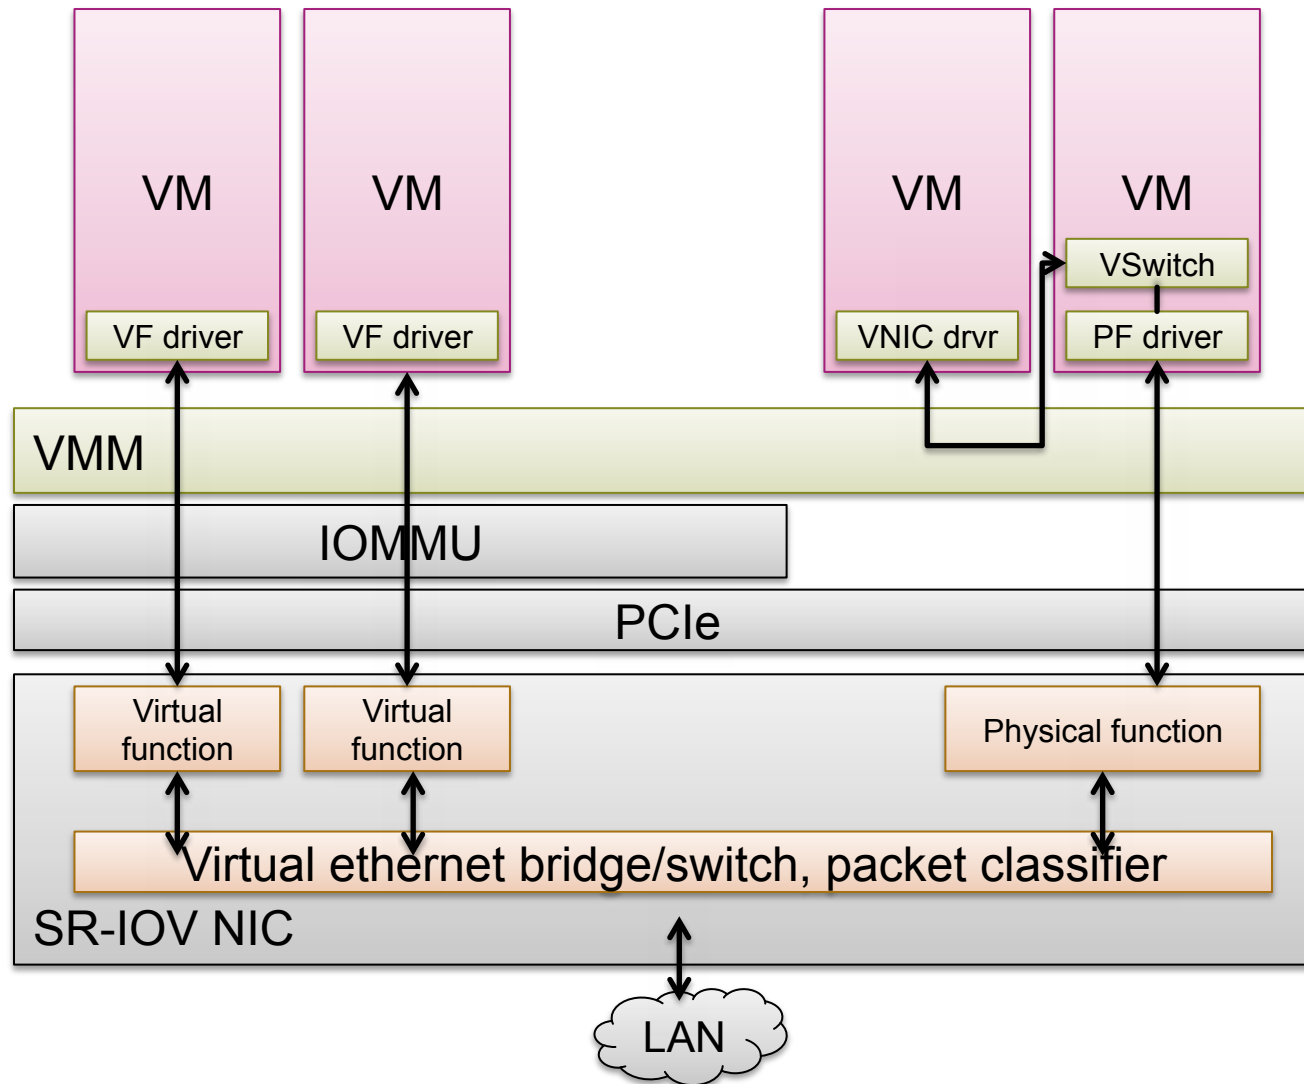 VM
VM
VM
VM
VSwitch
VF driver
VF driver
VNIC drvr
PF driver
VMM
IOMMU
PCIe
Virtual
function
Virtual
function
Physical function
Virtual ethernet bridge/switch, packet classifier
SR-IOV NIC
LAN